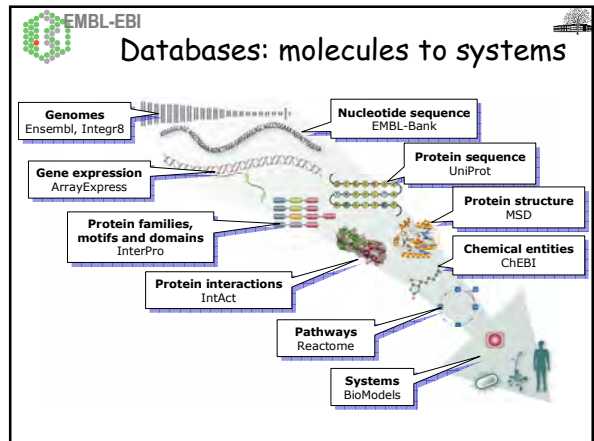 EMBL-EBI
Databases: molecules to systems
Genomes
Ensembl, Integr8
Nucleotide sequence
EMBL-Bank
Gene expression
ArrayExpress
Protein sequence
UniProt
Protein families,
motifs and domains
InterPro
Protein structure
MSD
Chemical entities
ChEBI
Protein interactions
IntAct
Pathways
Reactome
Systems
BioModels